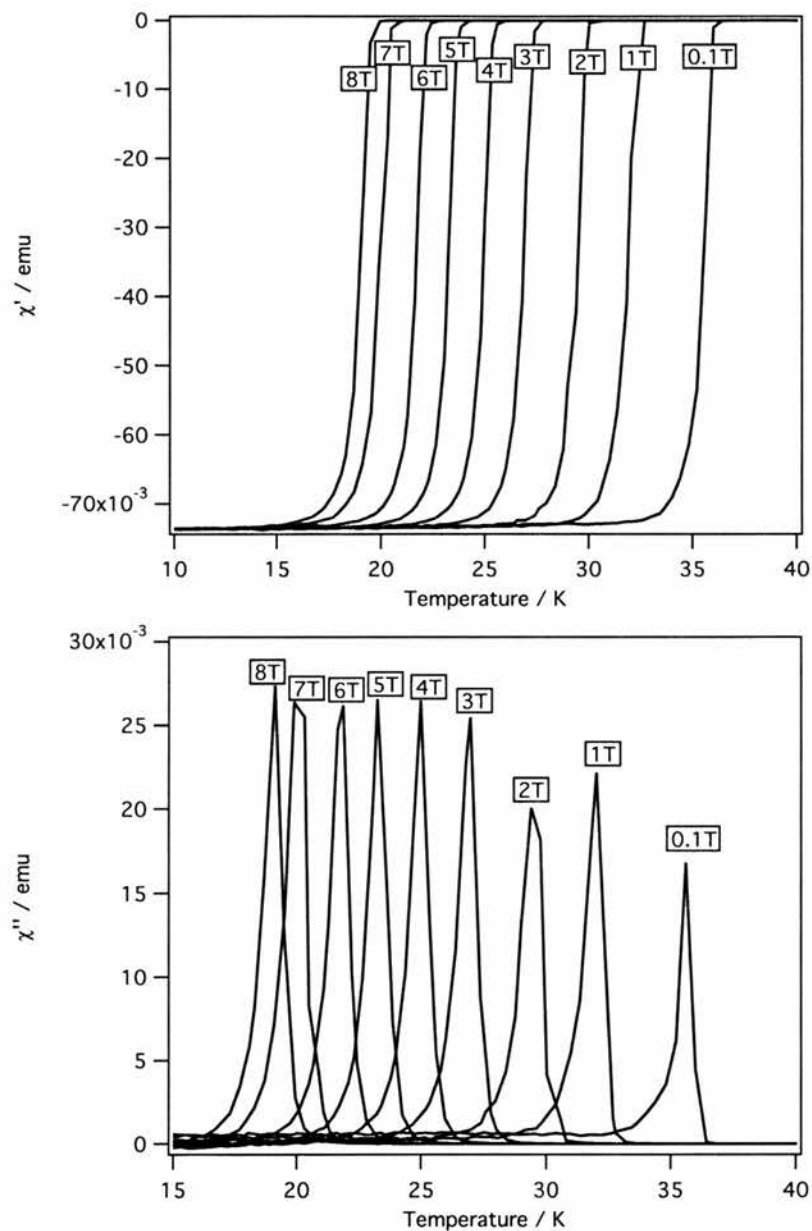 0
-10
-20
-30
-40
-50
-60
-70x10-3
χ' / emu
8T
7T
6T
5T
4T
3T
2T
1T
0.1T
10 15 20 25 30 35 40
Temperature / K
30x10-3
25
20
15
10
5
0
χ'' / emu
8T
7T
6T
5T
4T
3T
2T
1T
0.1T
15 20 25 30 35 40
Temperature / K